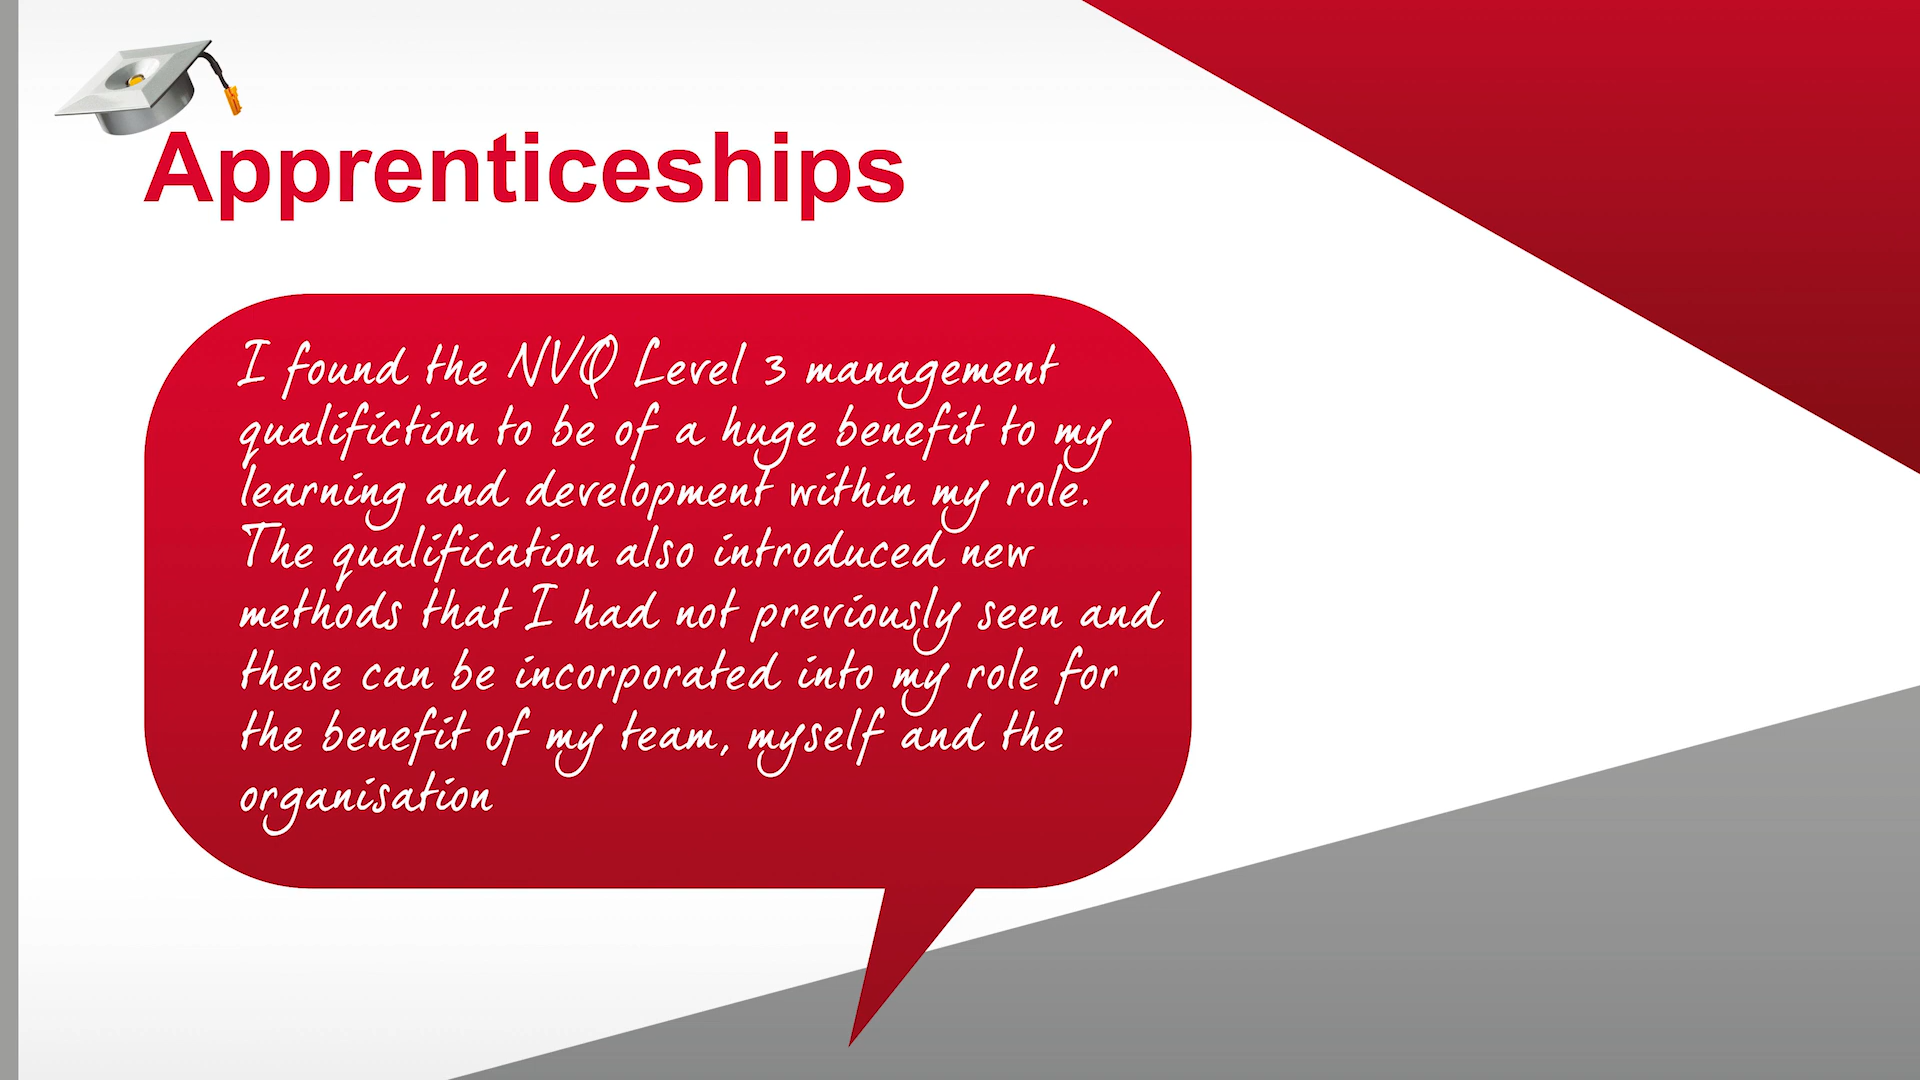 Apprenticeships
I found the NVQ Level 3 management
qualifiction to be of a huge benefit to my
learning and development within my role.
The qualification also introduced new
methods that I had not previously seen and
these can be incorporated into my role for
the benefit of my team, myself and the
organisation